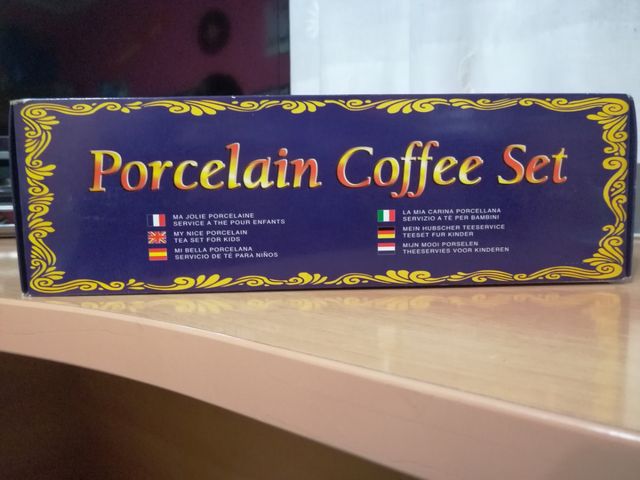 Porcelain Coffee Set
MA JOLIE PORCELAINE
SERVICE A THE POUR ENFANTS
MY NICE PORCELAIN
TEA SET FOR KIDS
MI BELLA PORCELANA
SERVICIO DE TÉ PARA NIÑOS
LA MIA CARINA PORCELLANA
SERVIZIO A TÈ PER BAMBINI
MEIN HUBSCHER TEESERVICE
TEESET FUR KINDER
MIJN MOOI PORSELEN
THEESERVIES VOOR KINDEREN